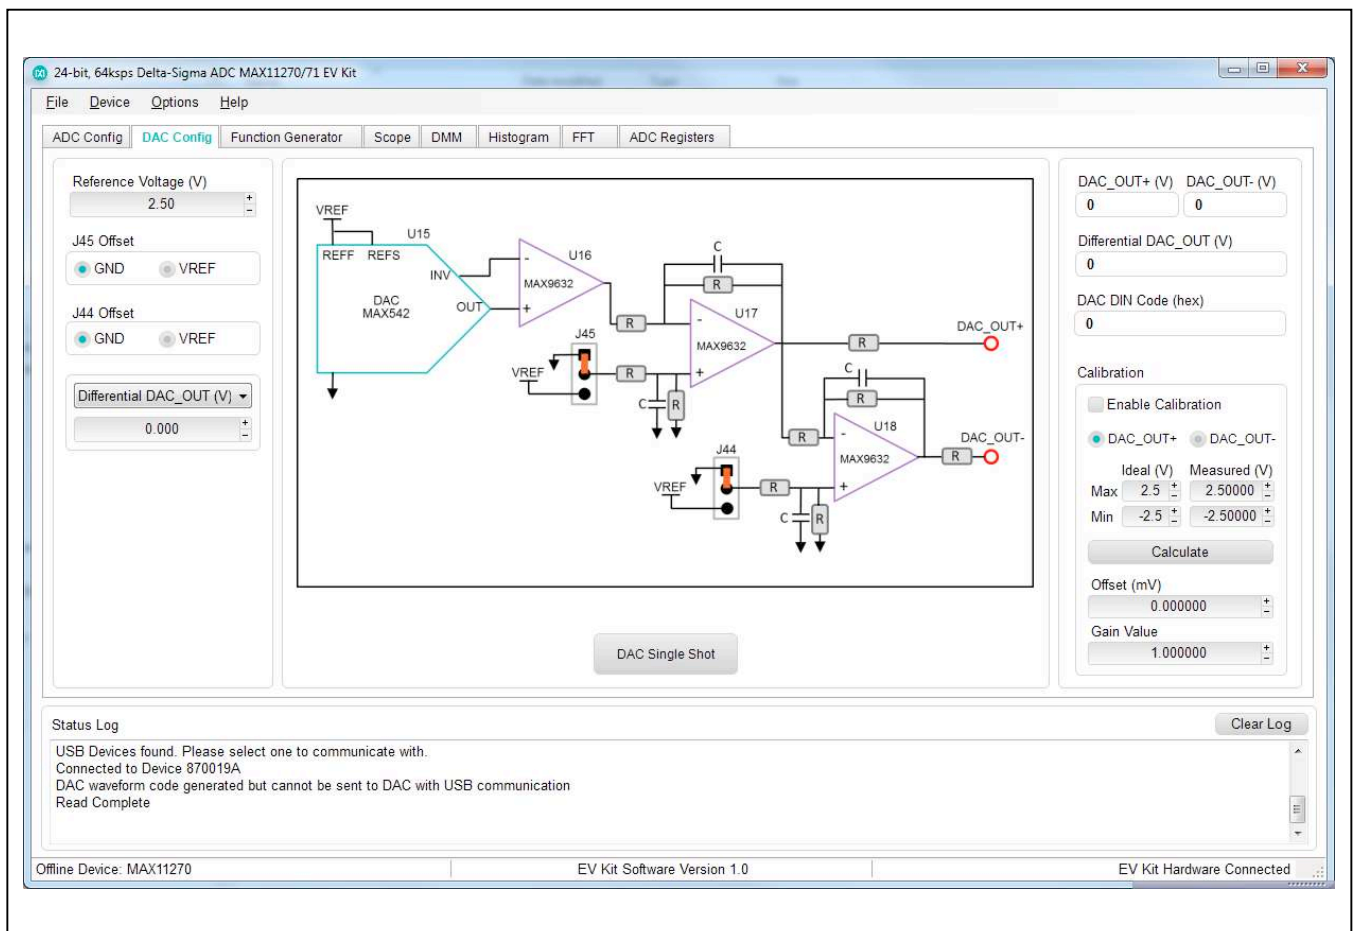 24-bit, 64ksps Delta-Sigma ADC MAX11270/71 EV Kit
File Device Options Help
ADC Config DAC Config Function Generator Scope DMM Histogram FFT ADC Registers
Reference Voltage (V)
2.50
J45 Offset
GND VREF
J44 Offset
GND VREF
Differential DAC_OUT (V)
0.000
VREF
U15
REFF REFS
INV
DAC
MAX542
OUT
U16
-
MAX9632
+
C
R
R
-
U17
MAX9632
+
J45
VREF
R
C
R
R
DAC_OUT+
C
R
R
-
U18
MAX9632
+
R
DAC_OUT-
J44
VREF
R
C
R
DAC Single Shot
DAC_OUT+ (V) DAC_OUT- (V)
0 0
Differential DAC_OUT (V)
0
DAC DIN Code (hex)
0
Calibration
Enable Calibration
DAC_OUT+ DAC_OUT-
Ideal (V) Measured (V)
Max 2.5 2.50000
Min -2.5 -2.50000
Calculate
Offset (mV)
0.000000
Gain Value
1.000000
Status Log
Clear Log
USB Devices found. Please select one to communicate with.
Connected to Device 870019A
DAC waveform code generated but cannot be sent to DAC with USB communication
Read Complete
Offline Device: MAX11270 EV Kit Software Version 1.0 EV Kit Hardware Connected